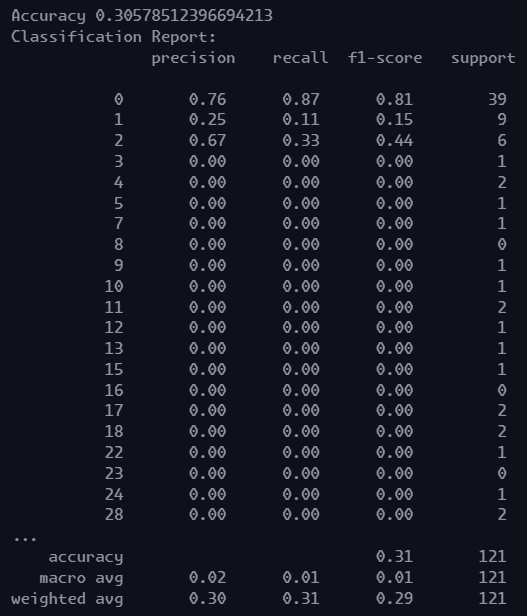 Accuracy 0.30578512396694213
Classification Report:
precision recall f1-score support
0 0.76 0.87 0.81 39
1 0.25 0.11 0.15 9
2 0.67 0.33 0.44 6
3 0.00 0.00 0.00 1
4 0.00 0.00 0.00 2
5 0.00 0.00 0.00 1
7 0.00 0.00 0.00 1
8 0.00 0.00 0.00 0
9 0.00 0.00 0.00 1
10 0.00 0.00 0.00 1
11 0.00 0.00 0.00 2
12 0.00 0.00 0.00 1
13 0.00 0.00 0.00 1
15 0.00 0.00 0.00 1
16 0.00 0.00 0.00 0
17 0.00 0.00 0.00 2
18 0.00 0.00 0.00 2
22 0.00 0.00 0.00 1
23 0.00 0.00 0.00 0
24 0.00 0.00 0.00 1
28 0.00 0.00 0.00 2
...
accuracy 0.31 121
macro avg 0.02 0.01 0.01 121
weighted avg 0.30 0.31 0.29 121